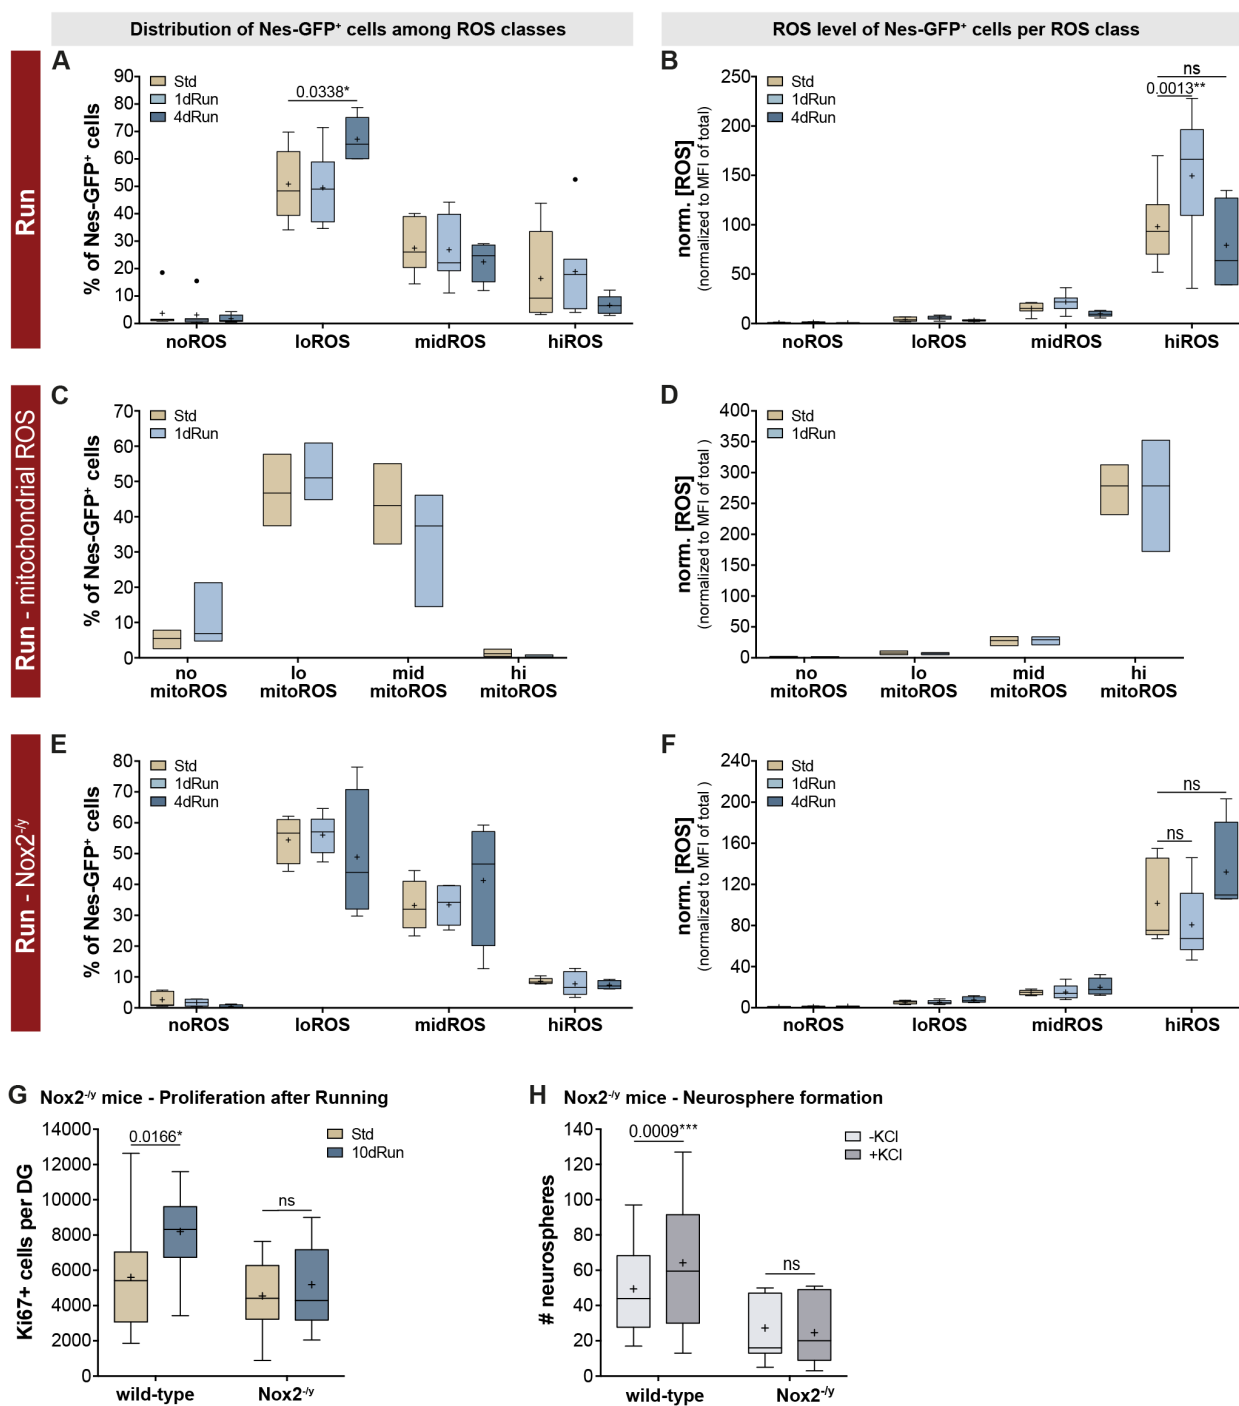 Distribution of Nes-GFP⁺ cells among ROS classes
ROS level of Nes-GFP⁺ cells per ROS class
Run
A
% of Nes-GFP⁺ cells
90
80
70
60
50
40
30
20
10
0
Std
1dRun
4dRun
0.0338*
noROS loROS midROS hiROS
B
norm. [ROS]
(normalized to MFI of total)
250
200
150
100
50
0
Std
1dRun
4dRun
ns
0.0013**
noROS loROS midROS hiROS
Run - mitochondrial ROS
C
% of Nes-GFP⁺ cells
70
60
50
40
30
20
10
0
Std
1dRun
no lo mid hi
mitoROS mitoROS mitoROS mitoROS
D
norm. [ROS]
(normalized to MFI of total )
400
350
300
250
200
150
100
50
0
Std
1dRun
no lo mid hi
mitoROS mitoROS mitoROS mitoROS
Run - Nox2⁻/ʸ
E
% of Nes-GFP⁺ cells
80
70
60
50
40
30
20
10
0
Std
1dRun
4dRun
noROS loROS midROS hiROS
F
norm. [ROS]
(normalized to MFI of total )
240
200
160
120
80
40
0
Std
1dRun
4dRun
ns
ns
noROS loROS midROS hiROS
G Nox2⁻/ʸ mice - Proliferation after Running
Ki67+ cells per DG
14000
12000
10000
8000
6000
4000
2000
0
Std
10dRun
0.0166*
ns
wild-type Nox2⁻/ʸ
H Nox2⁻/ʸ mice - Neurosphere formation
# neurospheres
140
120
100
80
60
40
20
0
-KCl
+KCl
0.0009***
ns
wild-type Nox2⁻/ʸ